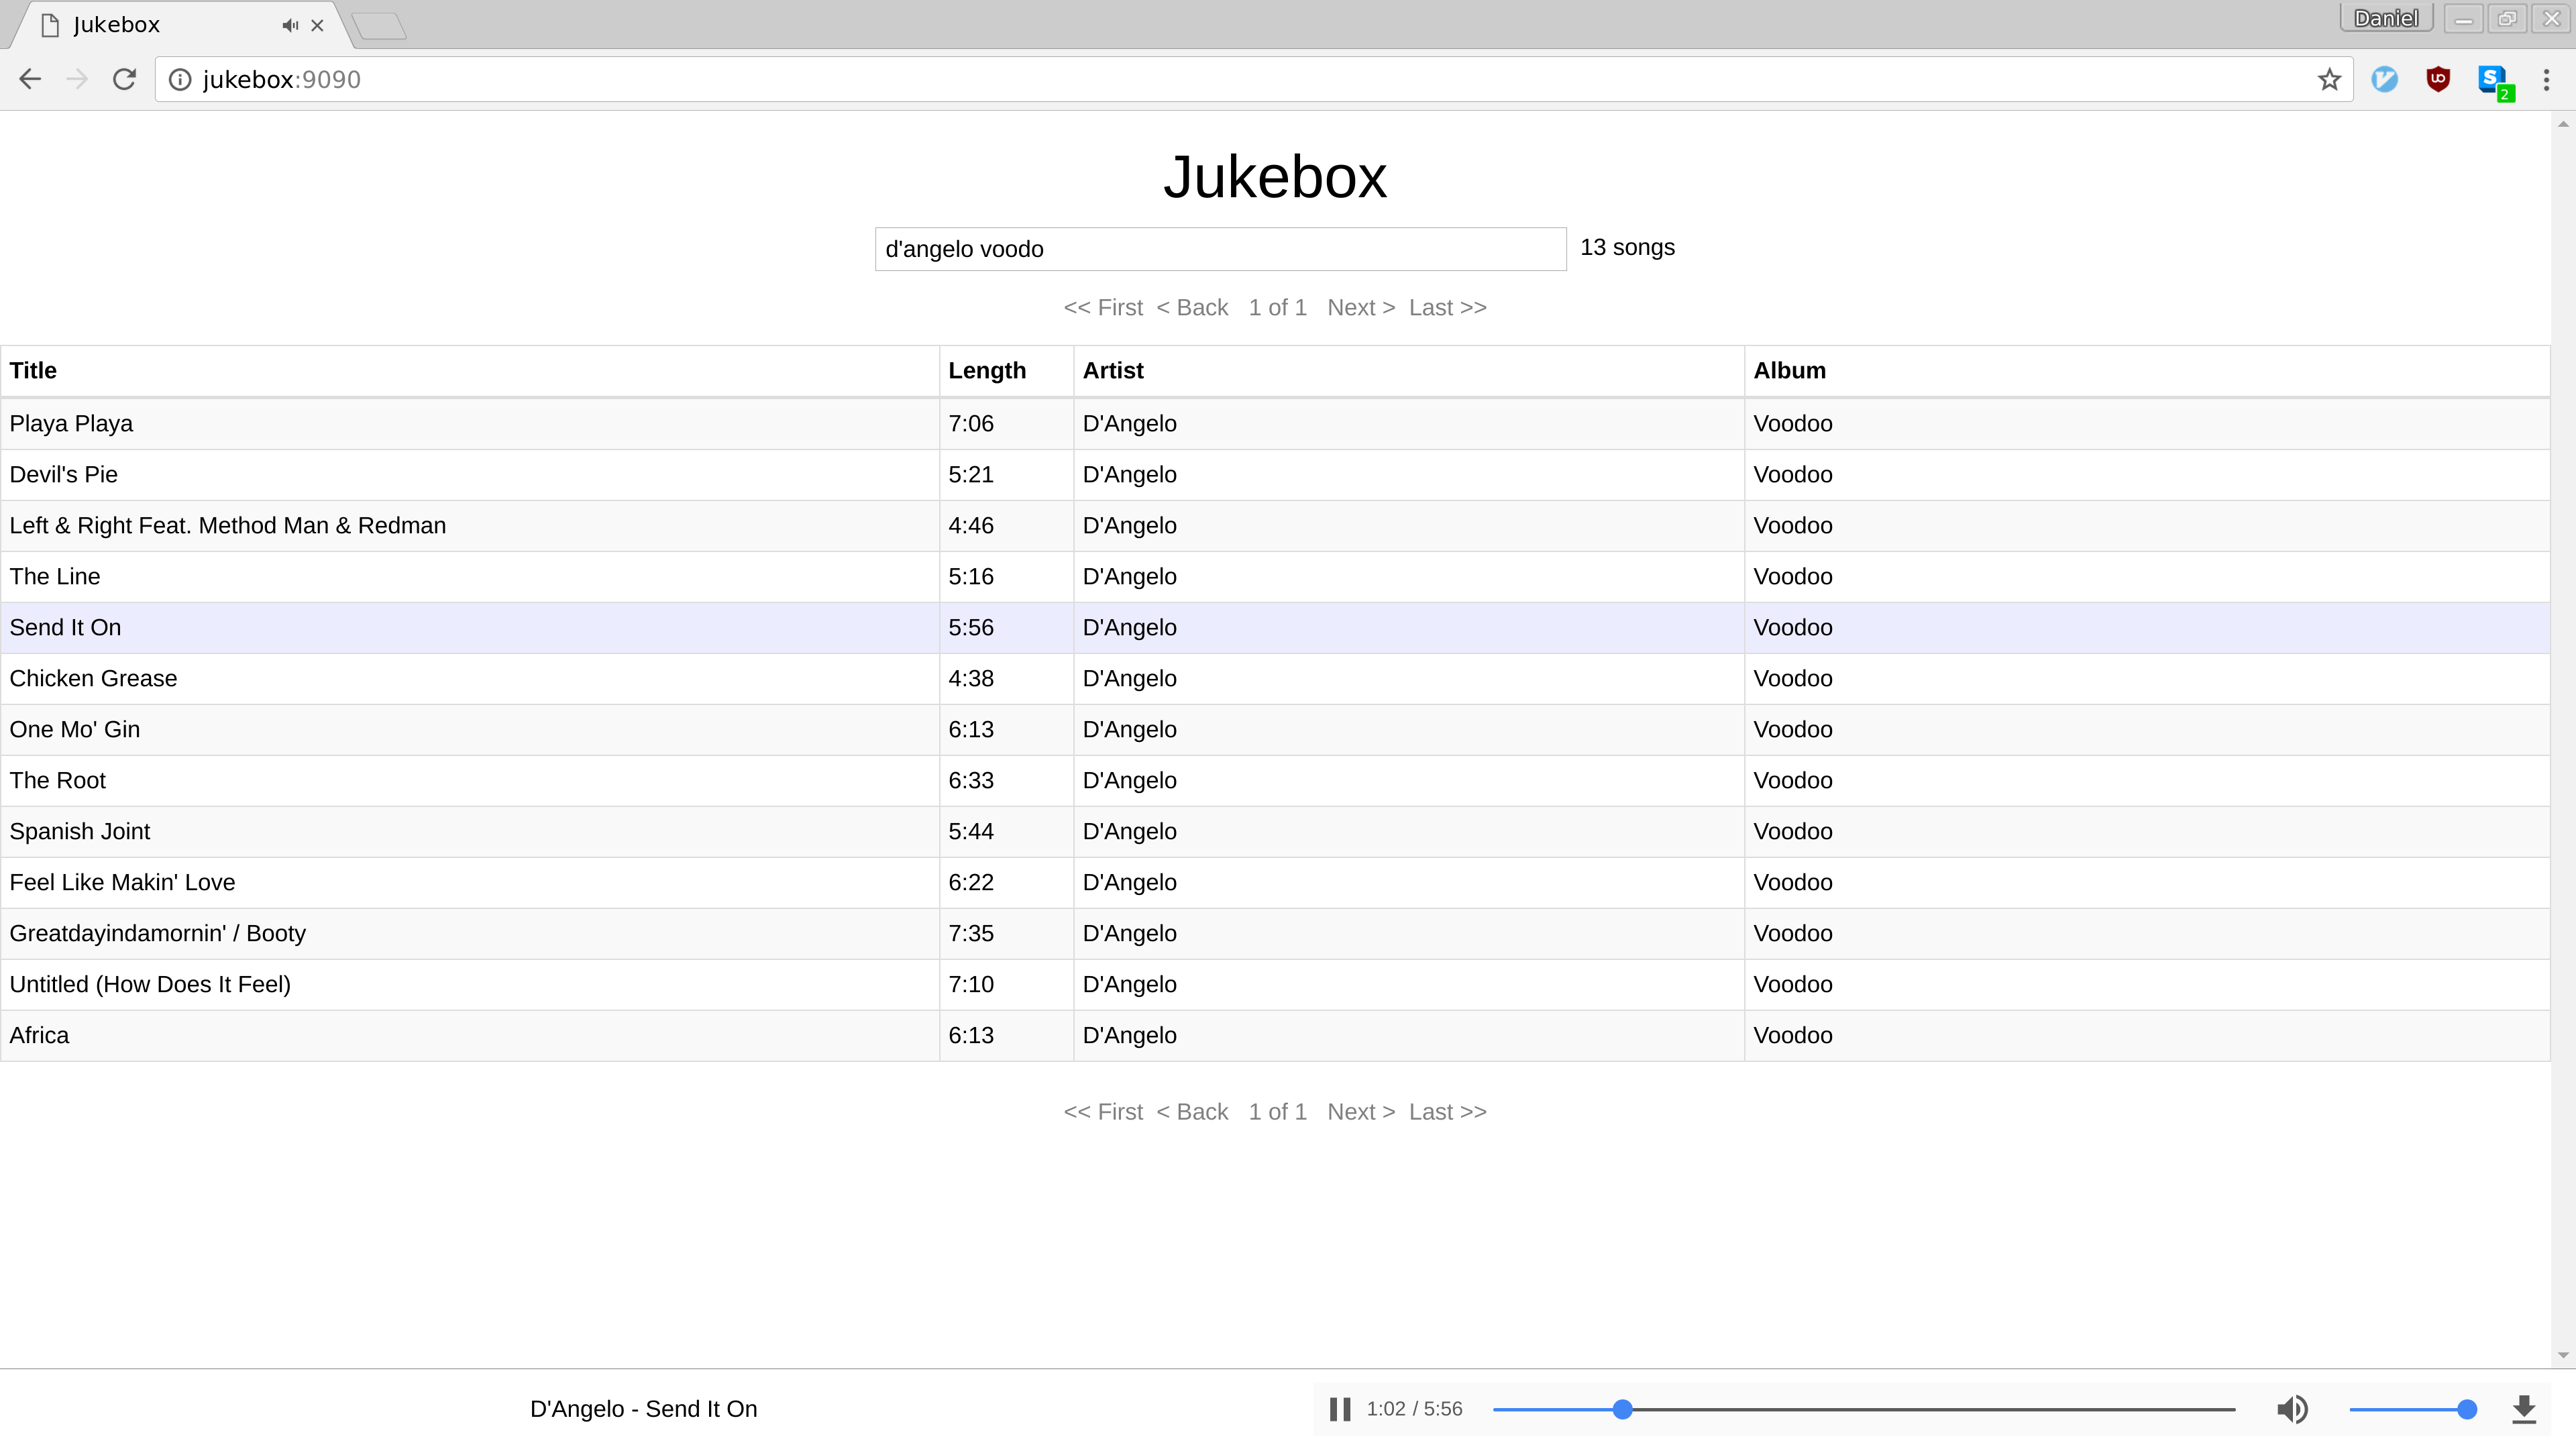 Jukebox
Daniel
jukebox:9090
2
Jukebox
d'angelo voodo 13 songs
<< First < Back 1 of 1 Next > Last >>
Title Length Artist Album
Playa Playa 7:06 D'Angelo Voodoo
Devil's Pie 5:21 D'Angelo Voodoo
Left & Right Feat. Method Man & Redman 4:46 D'Angelo Voodoo
The Line 5:16 D'Angelo Voodoo
Send It On 5:56 D'Angelo Voodoo
Chicken Grease 4:38 D'Angelo Voodoo
One Mo' Gin 6:13 D'Angelo Voodoo
The Root 6:33 D'Angelo Voodoo
Spanish Joint 5:44 D'Angelo Voodoo
Feel Like Makin' Love 6:22 D'Angelo Voodoo
Greatdayindamornin' / Booty 7:35 D'Angelo Voodoo
Untitled (How Does It Feel) 7:10 D'Angelo Voodoo
Africa 6:13 D'Angelo Voodoo
<< First < Back 1 of 1 Next > Last >>
D'Angelo - Send It On 1:02 / 5:56